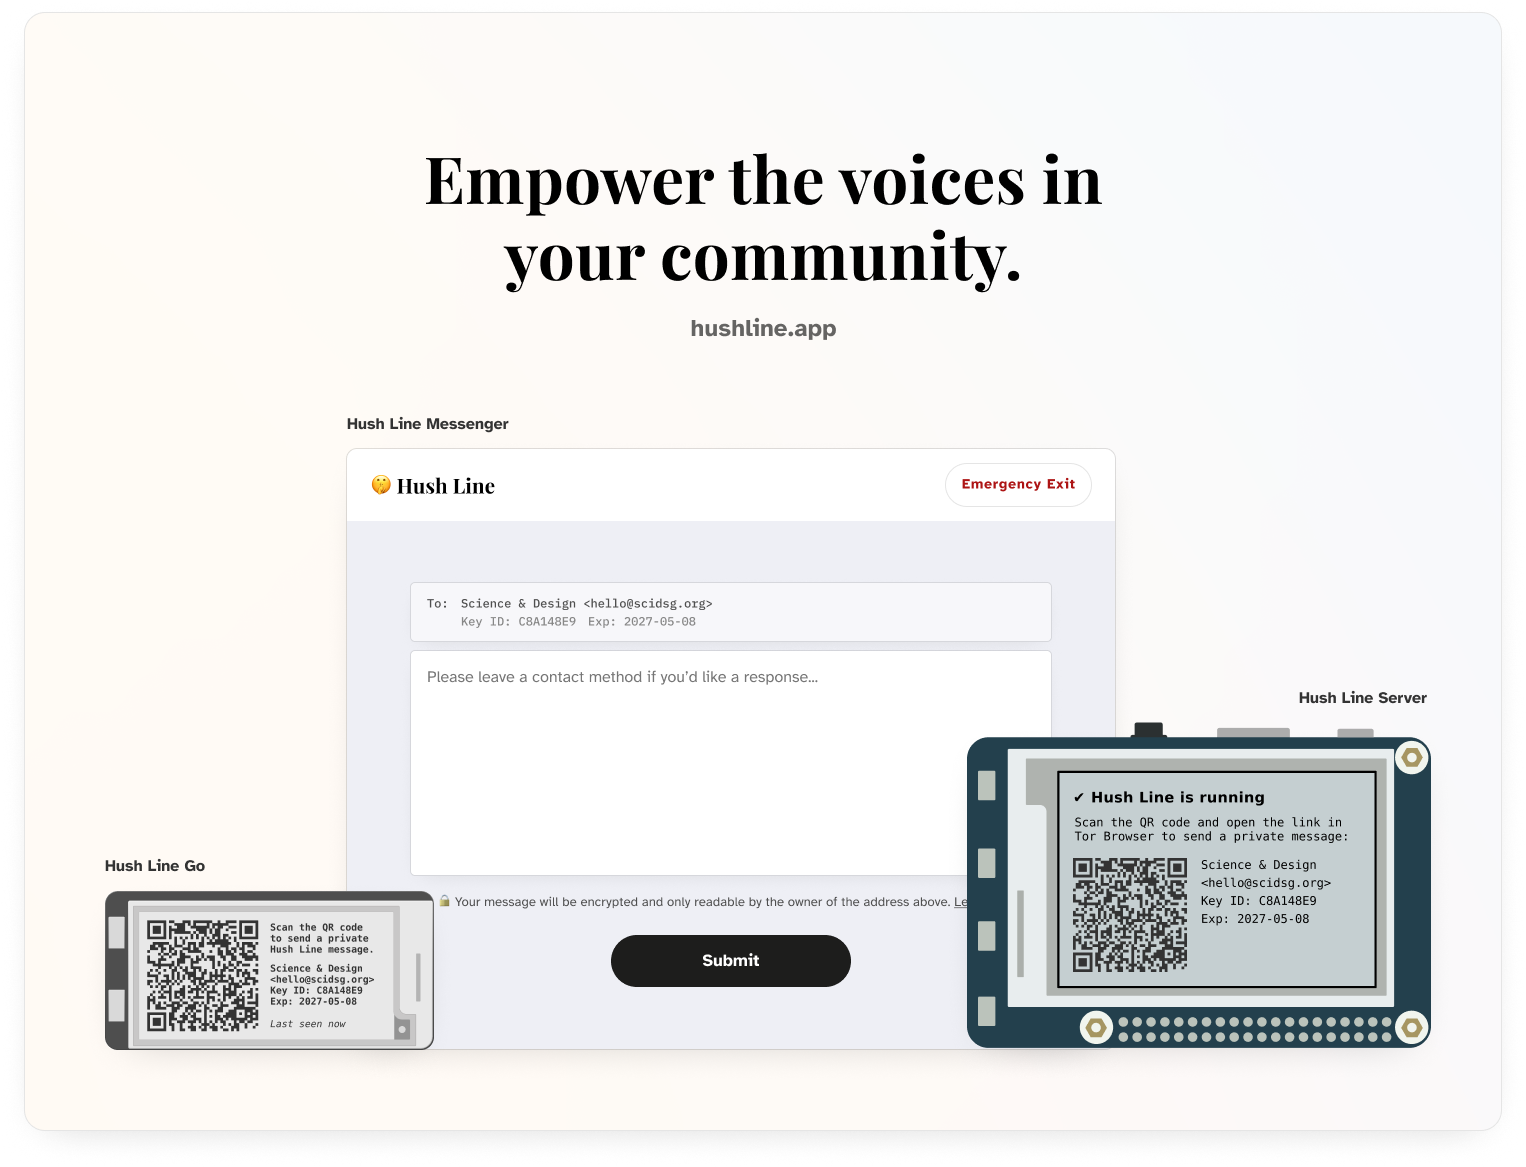 Empower the voices in
your community.
hushline.app
Hush Line Messenger
🤫 Hush Line
Emergency Exit
To: Science & Design <hello@scidsg.org>
Key ID: C8A148E9 Exp: 2027-05-08
Please leave a contact method if you’d like a response...
🔒 Your message will be encrypted and only readable by the owner of the address above. Le
Submit
Hush Line Go
Scan the QR code
to send a private
Hush Line message.
Science & Design
<hello@scidsg.org>
Key ID: C8A148E9
Exp: 2027-05-08
Last seen now
Hush Line Server
✔ Hush Line is running
Scan the QR code and open the link in
Tor Browser to send a private message:
Science & Design
<hello@scidsg.org>
Key ID: C8A148E9
Exp: 2027-05-08